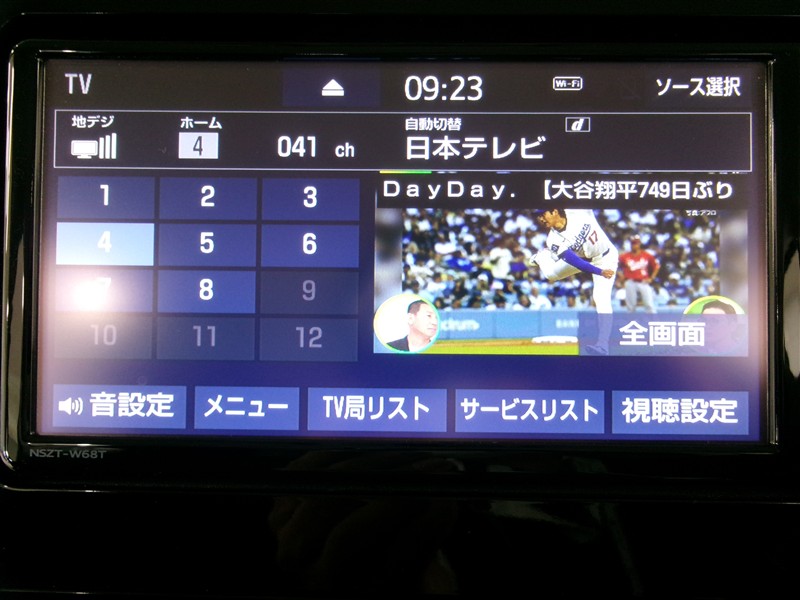 TV 09:23 Wi-Fi ソース選択
地デジ ホーム 自動切替 d
4 041 ch 日本テレビ
DayDay. 【大谷翔平749日ぶり
1 2 3
4 5 6
7 8 9
10 11 12
Dodgers
17
全画面
音設定 メニュー TV局リスト サービスリスト 視聴設定
NSZT-W68T